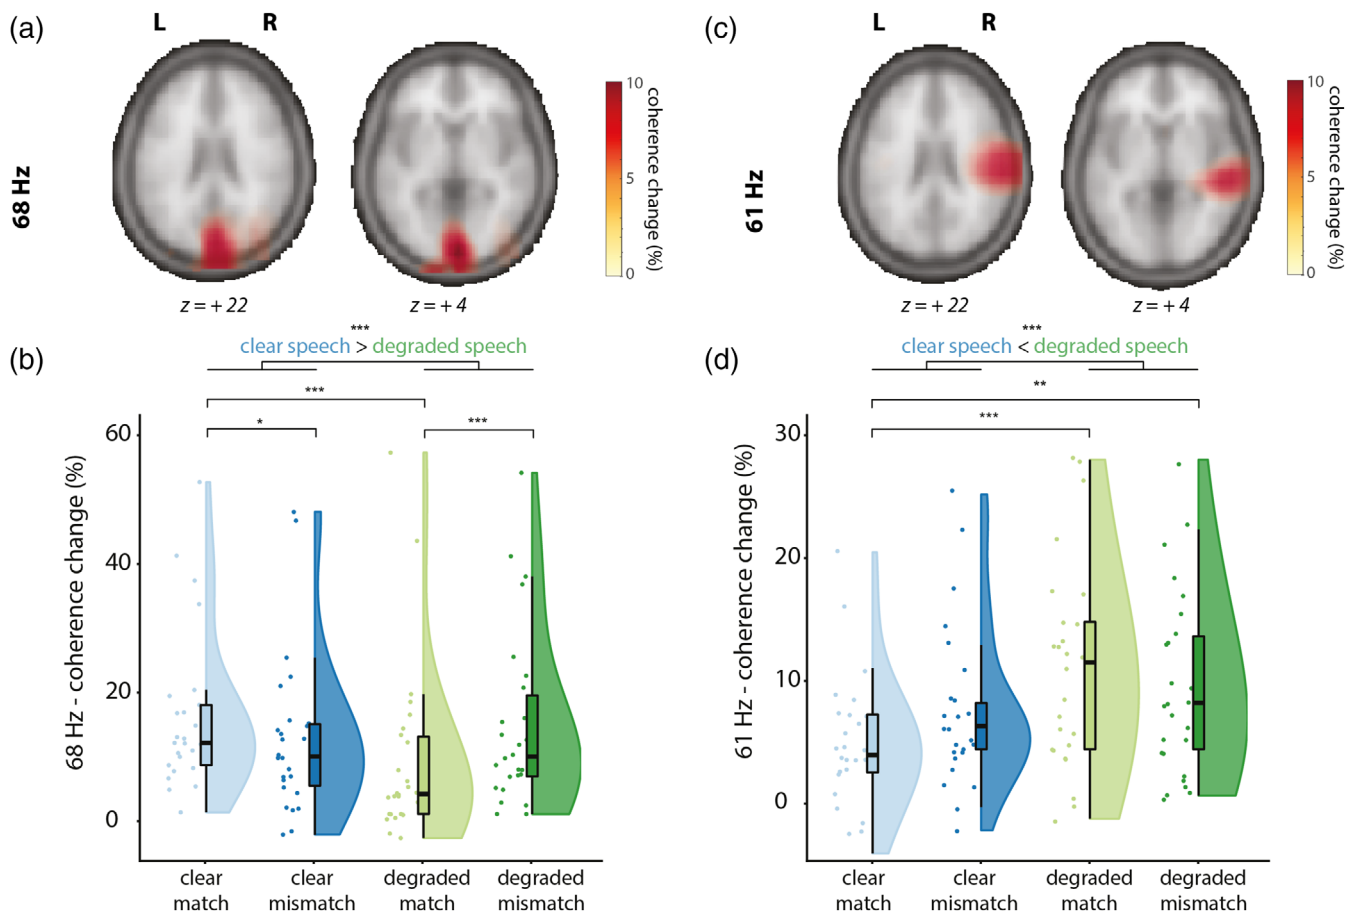 (a)
L R
68 Hz
10
5
0
coherence change (%)
z = + 22
z = + 4
(c)
L R
61 Hz
10
5
0
coherence change (%)
z = + 22
z = + 4
(b)
***
clear speech > degraded speech
***
*
***
68 Hz - coherence change (%)
60
40
20
0
clear match
clear mismatch
degraded match
degraded mismatch
(d)
***
clear speech < degraded speech
**
***
61 Hz - coherence change (%)
30
20
10
0
clear match
clear mismatch
degraded match
degraded mismatch